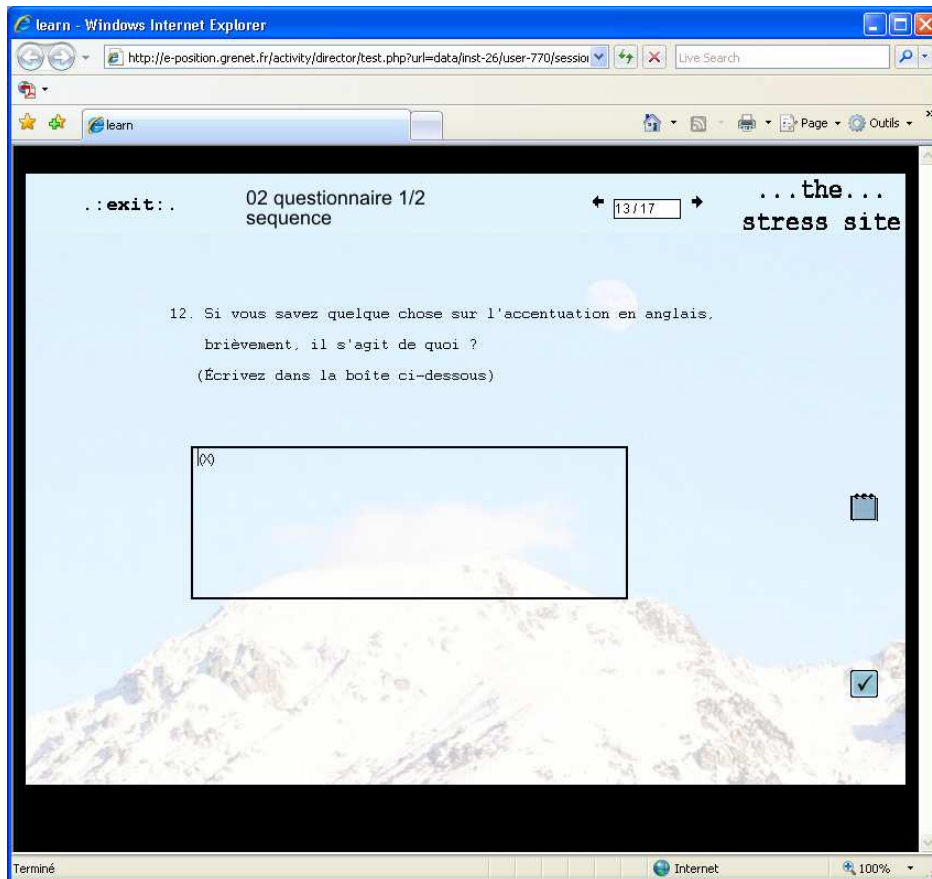 learn - Windows Internet Explorer
http://e-position.grenet.fr/activity/director/test.php?url=data/inst-26/user-770/session
Live Search
learn
Page
Outils
»
.:exit:.
02 questionnaire 1/2
sequence
13/17
...the...
stress site
12. Si vous savez quelque chose sur l'accentuation en anglais,
brièvement, il s'agit de quoi ?
(Écrivez dans la boîte ci-dessous)
Terminé
Internet
100%